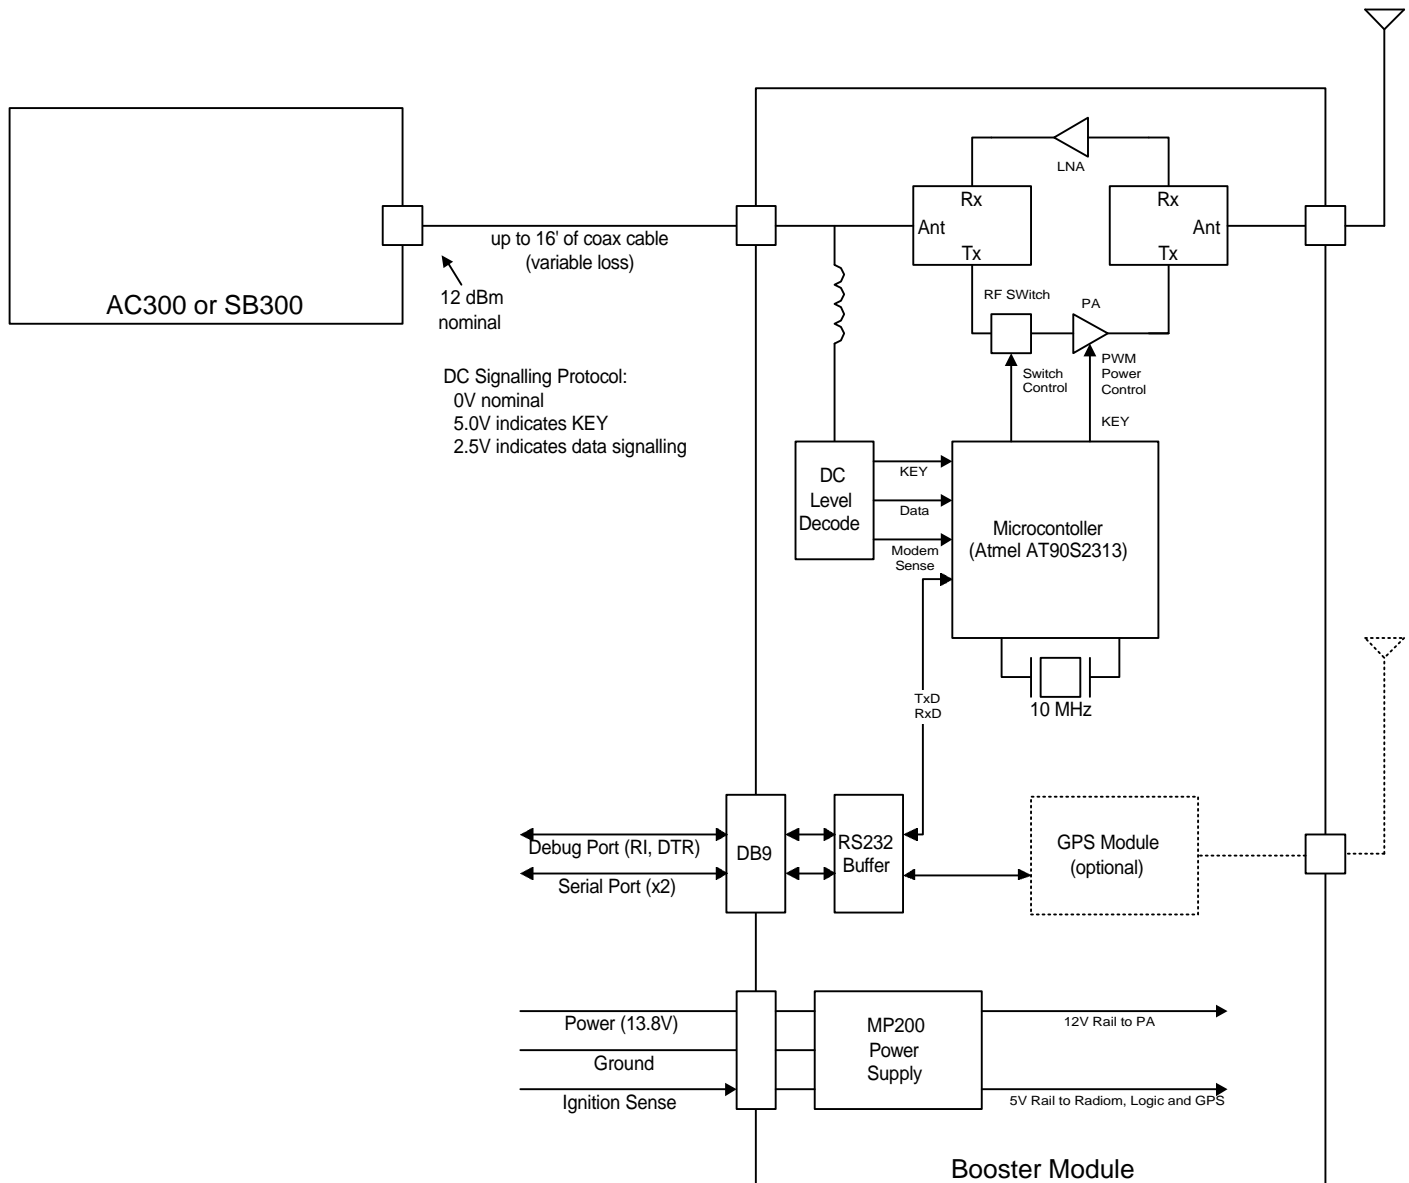 LNA
Rx
Rx
Ant
Ant
Tx
Tx
up to 16' of coax cable
(variable loss)
AC300 or SB300
12 dBm
nominal
RF SWitch
PA
Switch
Control
PWM
Power
Control
KEY
DC Signalling Protocol:
0V nominal
5.0V indicates KEY
2.5V indicates data signalling
DC
Level
Decode
KEY
Data
Modem
Sense
Microcontoller
(Atmel AT90S2313)
10 MHz
TxD
RxD
Debug Port (RI, DTR)
Serial Port (x2)
DB9
RS232
Buffer
GPS Module
(optional)
Power (13.8V)
Ground
Ignition Sense
MP200
Power
Supply
12V Rail to PA
5V Rail to Radiom, Logic and GPS
Booster Module